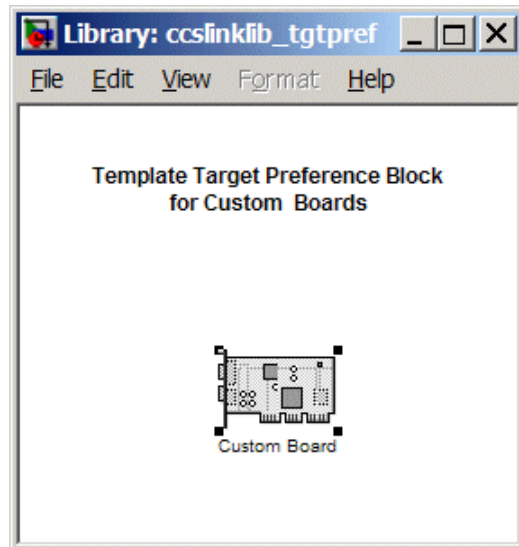 Library: ccslinklib_tgtpref
File Edit View Format Help
Template Target Preference Block
for Custom Boards
Custom Board